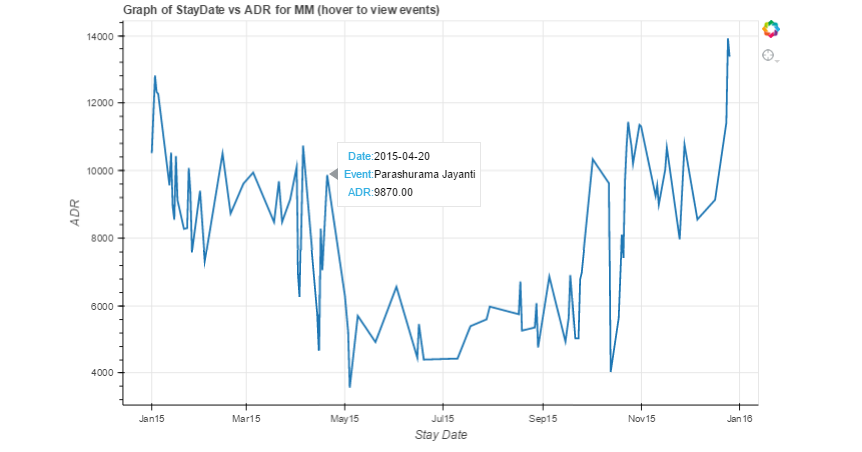 Graph of StayDate vs ADR for MM (hover to view events)
14000
12000
10000
8000
6000
4000
ADR
Date:2015-04-20
Event:Parashurama Jayanti
ADR:9870.00
Jan15 Mar15 May15 Jul15 Sep15 Nov15 Jan16
Stay Date